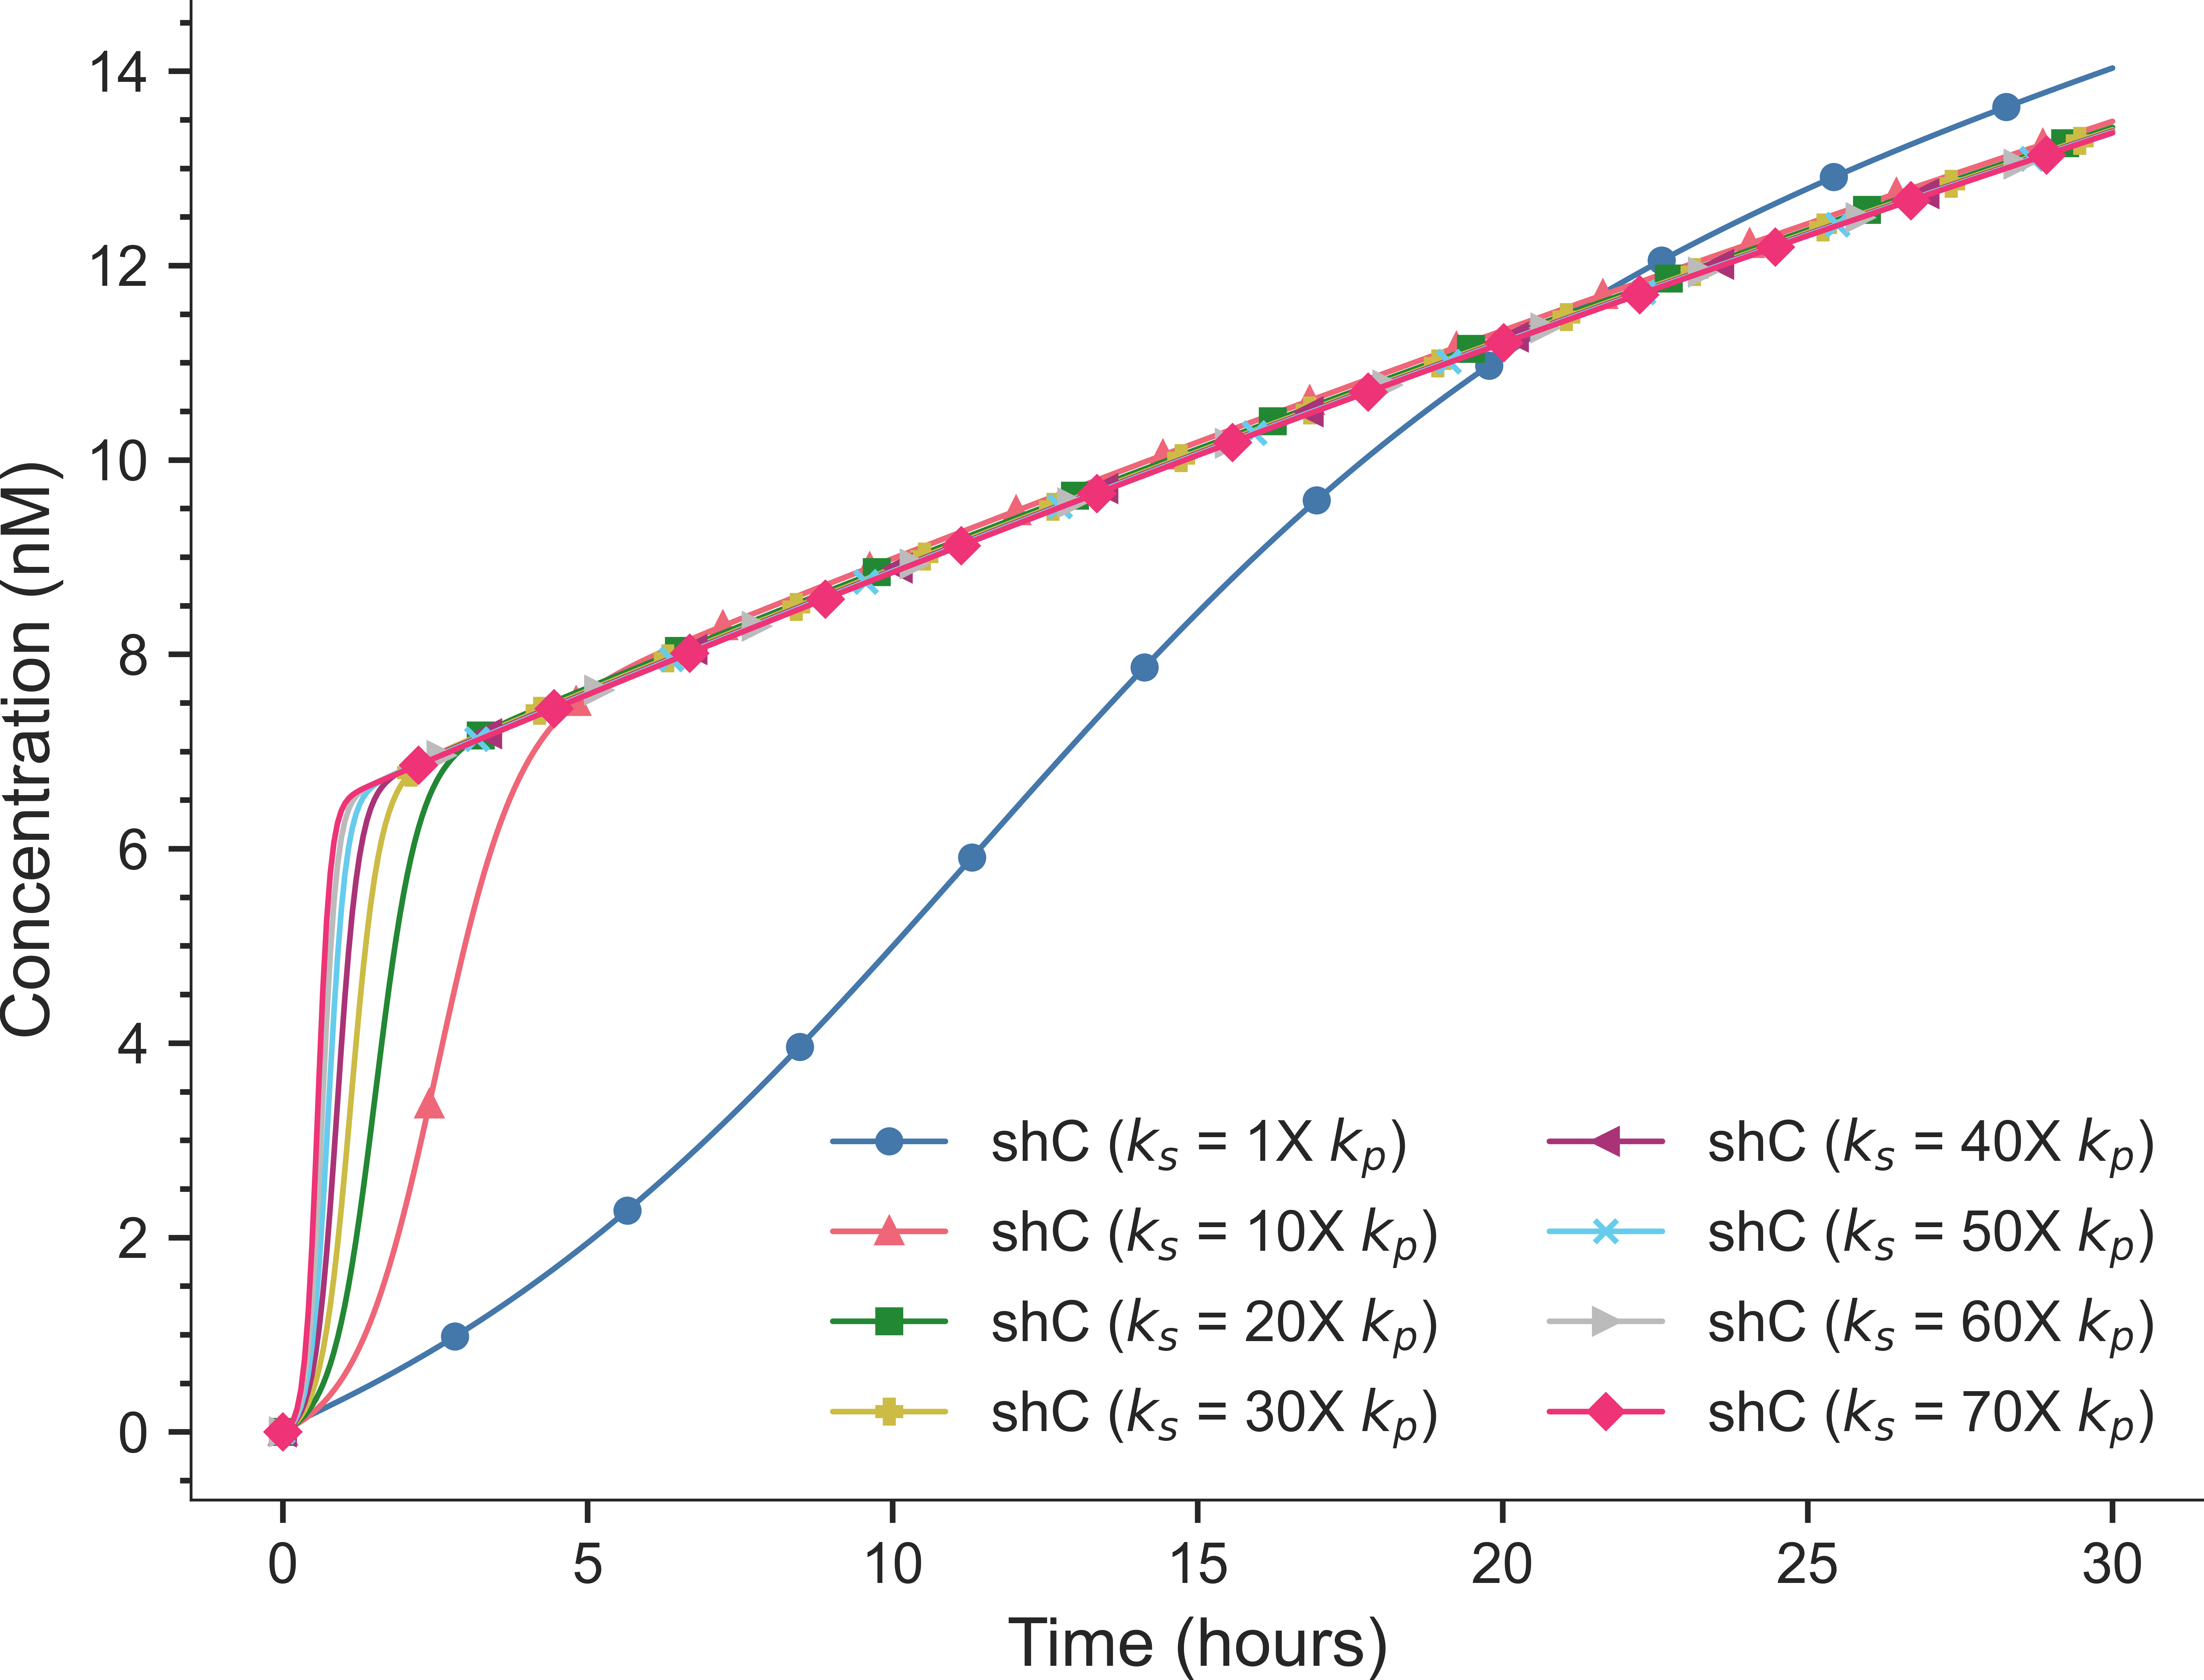 14
12
10
8
6
4
2
0
Concentration (nM)
shC (kₛ = 1X kₚ)
shC (kₛ = 10X kₚ)
shC (kₛ = 20X kₚ)
shC (kₛ = 30X kₚ)
shC (kₛ = 40X kₚ)
shC (kₛ = 50X kₚ)
shC (kₛ = 60X kₚ)
shC (kₛ = 70X kₚ)
0 5 10 15 20 25 30
Time (hours)